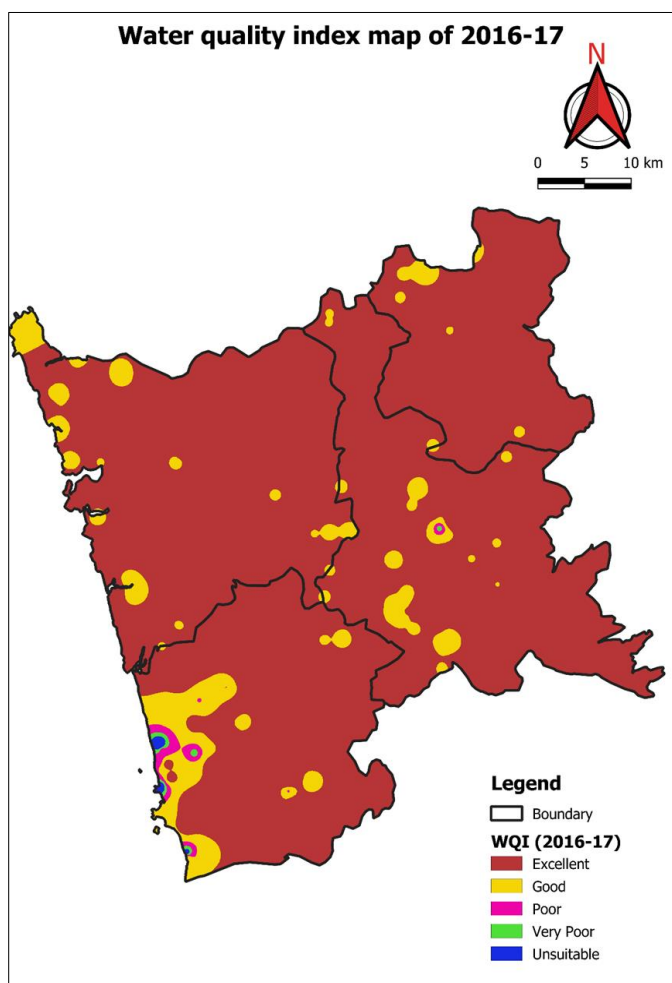 Water quality index map of 2016-17
N
0 5 10 km
Legend
Boundary
WQI (2016-17)
Excellent
Good
Poor
Very Poor
Unsuitable